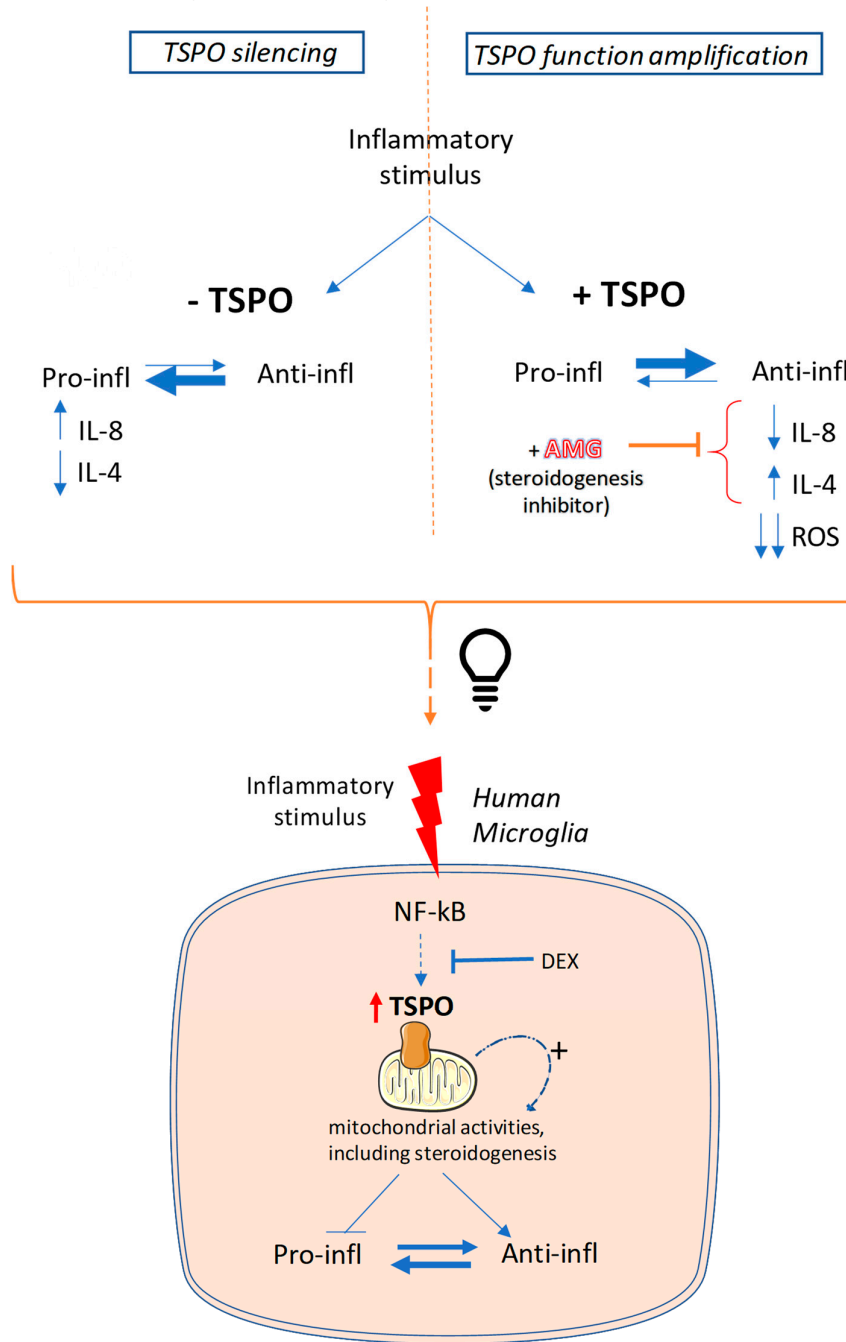 TSPO silencing
TSPO function amplification
Inflammatory
stimulus
- TSPO
+ TSPO
Pro-infl
Anti-infl
IL-8
IL-4
Pro-infl
Anti-infl
+ AMG
(steroidogenesis
inhibitor)
IL-8
IL-4
ROS
Inflammatory
stimulus
Human
Microglia
NF-kB
DEX
TSPO
+
mitochondrial activities,
including steroidogenesis
Pro-infl
Anti-infl